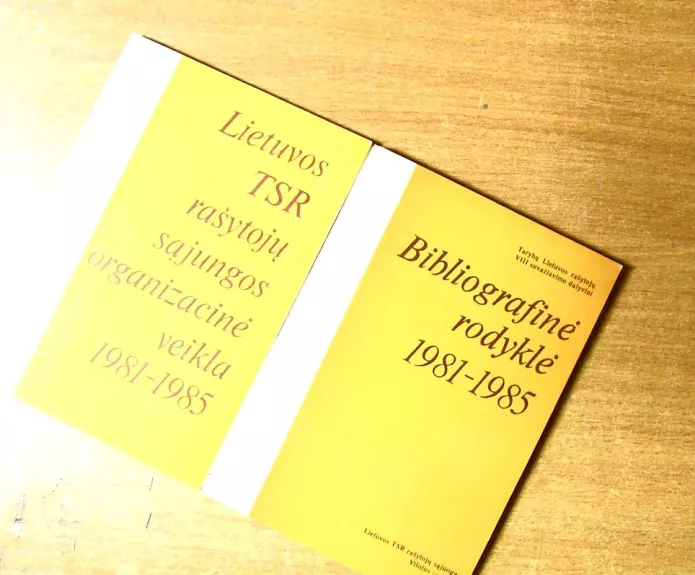 Lietuvos
TSR
rašytojų
sąjungos
organizacinė
veikla
1981-1985
Tarybų Lietuvos rašytojų
VIII suvažiavimo dalyviui
Bibliografinė
rodyklė
1981-1985
Lietuvos TSR rašytojų sąjunga
Vilnius